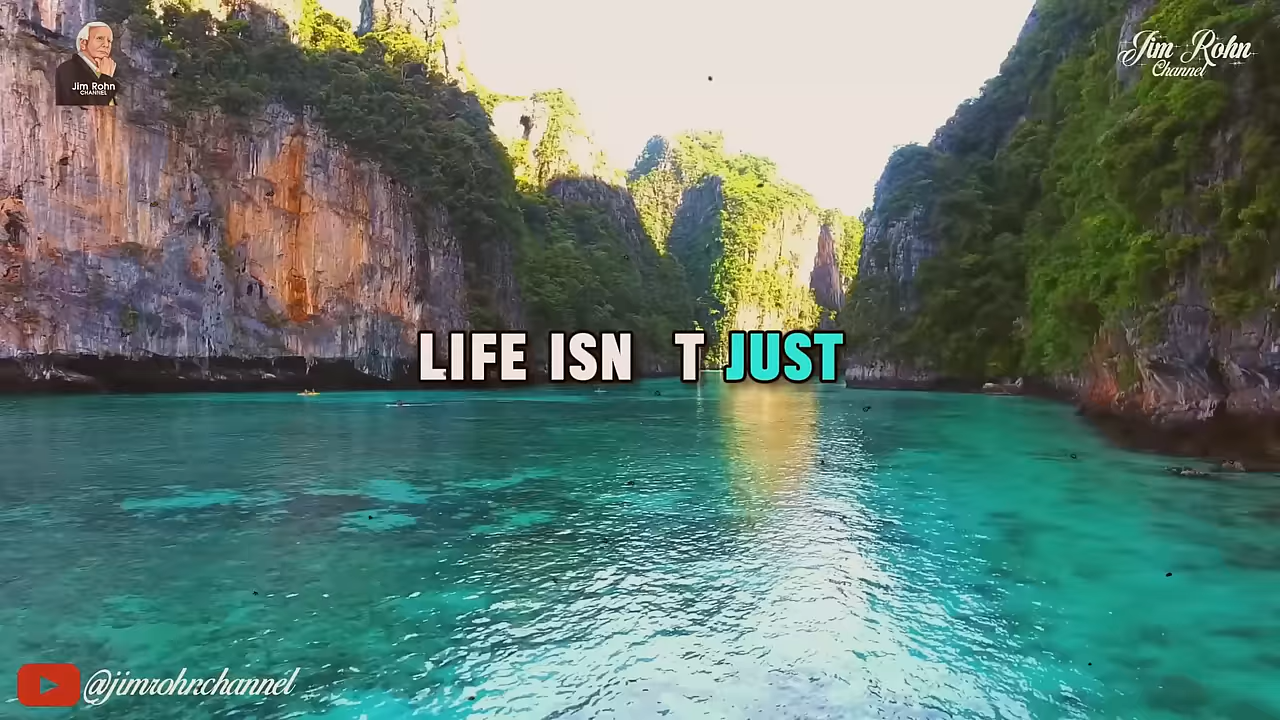 Jim Rohn
CHANNEL
Jim Rohn
Channel
LIFE ISN T JUST
@jimrohnchannel